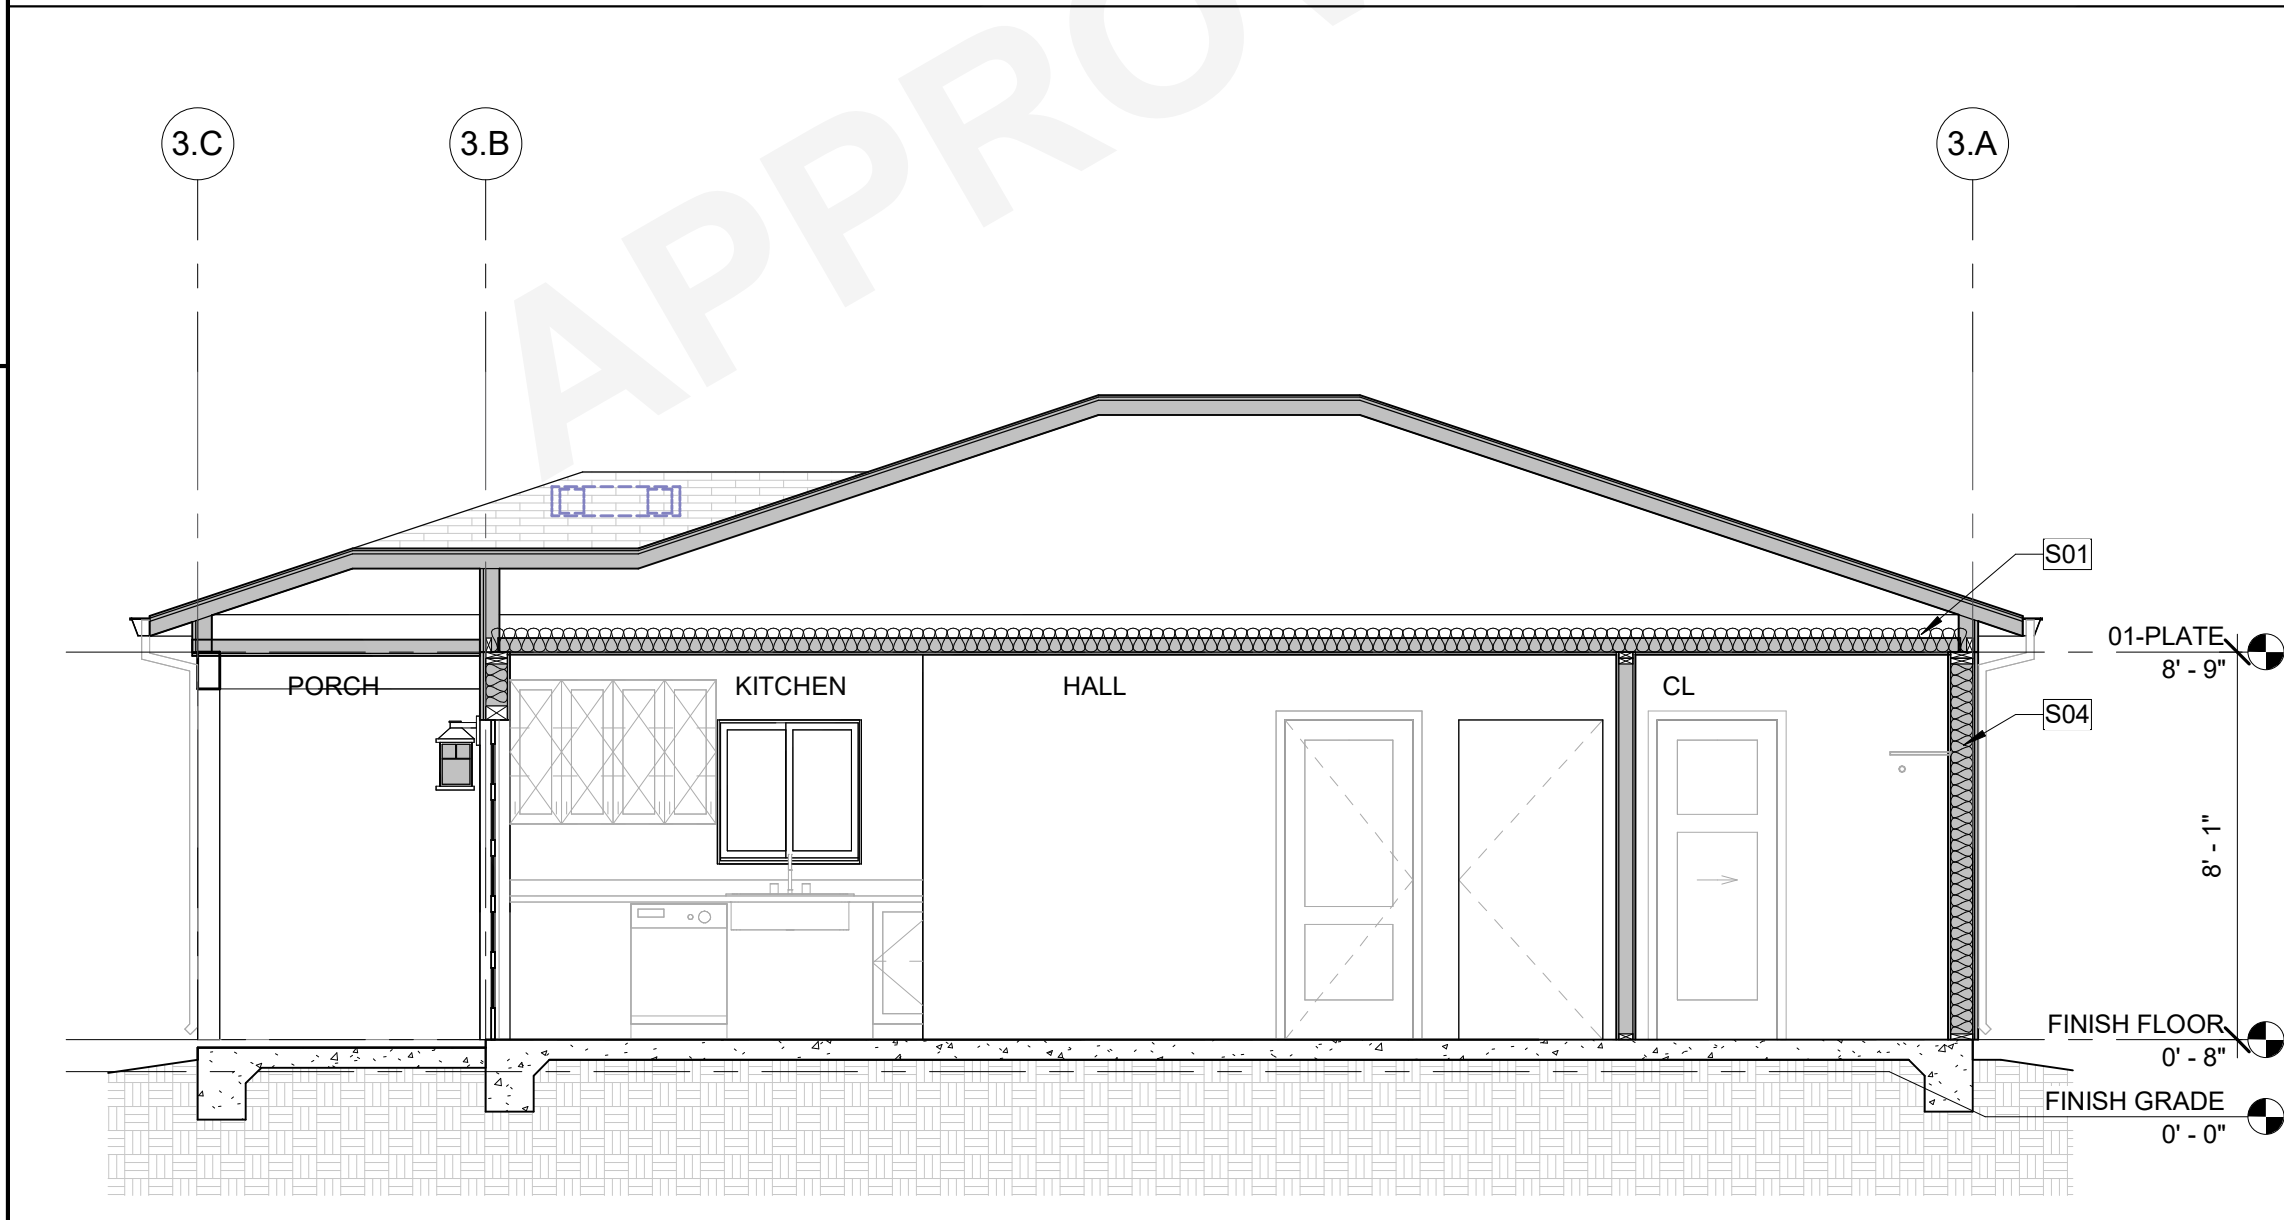 APPROV
3.C
3.B
3.A
S01
01-PLATE
8' - 9"
PORCH
KITCHEN
HALL
CL
S04
8' - 1"
FINISH FLOOR
0' - 8"
FINISH GRADE
0' - 0"